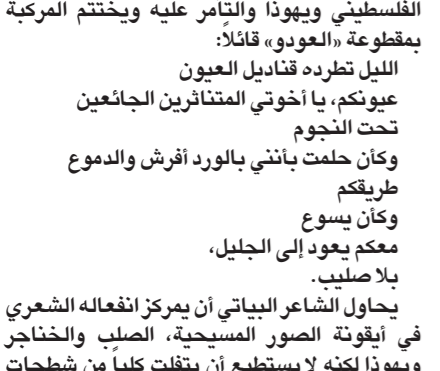 الفلسطيني ويهوذا والتآمر عليه ويختتم المركبة
بمقطوعة «العودو» قائلاً:
الليل تطرده قناديل العيون
عيونكم، يا أخوتي المتناثرين الجائعين
تحت النجوم
وكأن حلمت بأنني بالورد أفرش والدموع
طريقكم
وكأن يسوع
معكم يعود إلى الجليل،
بلا صليب.
يحاول الشاعر البياتي أن يمركز انفعاله الشعري
في أيقونة الصور المسيحية، الصلب والخناجر
ويهوذا لكنه لا يستطيع أن يتفلت كلياً من شطحات